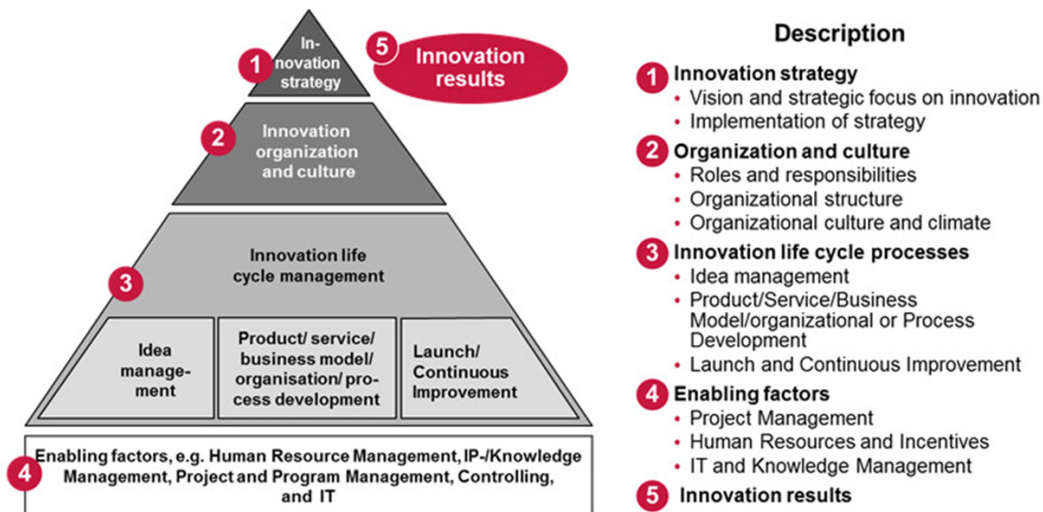 1
In-
novation
strategy
5
Innovation
results
2
Innovation
organization
and culture
3
Innovation life
cycle management
Idea
manage-
ment
Product/ service/
business model/
organisation/ pro-
cess development
Launch/
Continuous
Improvement
4
Enabling factors, e.g. Human Resource Management, IP-/Knowledge
Management, Project and Program Management, Controlling,
and IT
Description
1 Innovation strategy
• Vision and strategic focus on innovation
• Implementation of strategy
2 Organization and culture
• Roles and responsibilities
• Organizational structure
• Organizational culture and climate
3 Innovation life cycle processes
• Idea management
• Product/Service/Business
Model/organizational or Process
Development
• Launch and Continuous Improvement
4 Enabling factors
• Project Management
• Human Resources and Incentives
• IT and Knowledge Management
5 Innovation results